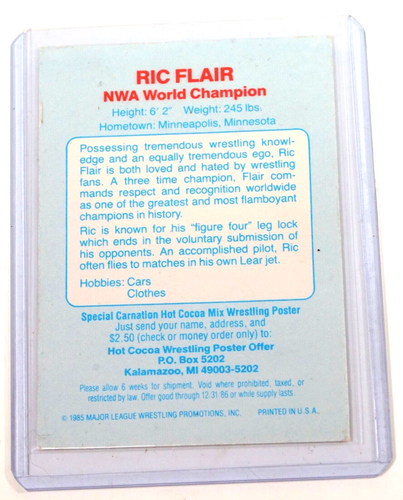 RIC FLAIR
NWA World Champion
Height: 6' 2" Weight: 245 lbs.
Hometown: Minneapolis, Minnesota
Possessing tremendous wrestling knowl-
edge and an equally tremendous ego, Ric
Flair is both loved and hated by wrestling
fans. A three time champion, Flair com-
mands respect and recognition worldwide
as one of the greatest and most flamboyant
champions in history.
Ric is known for his "figure four" leg lock
which ends in the voluntary submission of
his opponents. An accomplished pilot, Ric
often flies to matches in his own Lear jet.
Hobbies: Cars
Clothes
Special Carnation Hot Cocoa Mix Wrestling Poster
Just send your name, address, and
$2.50 (check or money order only) to:
Hot Cocoa Wrestling Poster Offer
P.O. Box 5202
Kalamazoo, MI 49003-5202
Please allow 6 weeks for shipment. Void where prohibited, taxed, or
restricted by law. Offer good through 12/31/86 or while supply lasts.
© 1985 MAJOR LEAGUE WRESTLING PROMOTIONS, INC. PRINTED IN U.S.A.